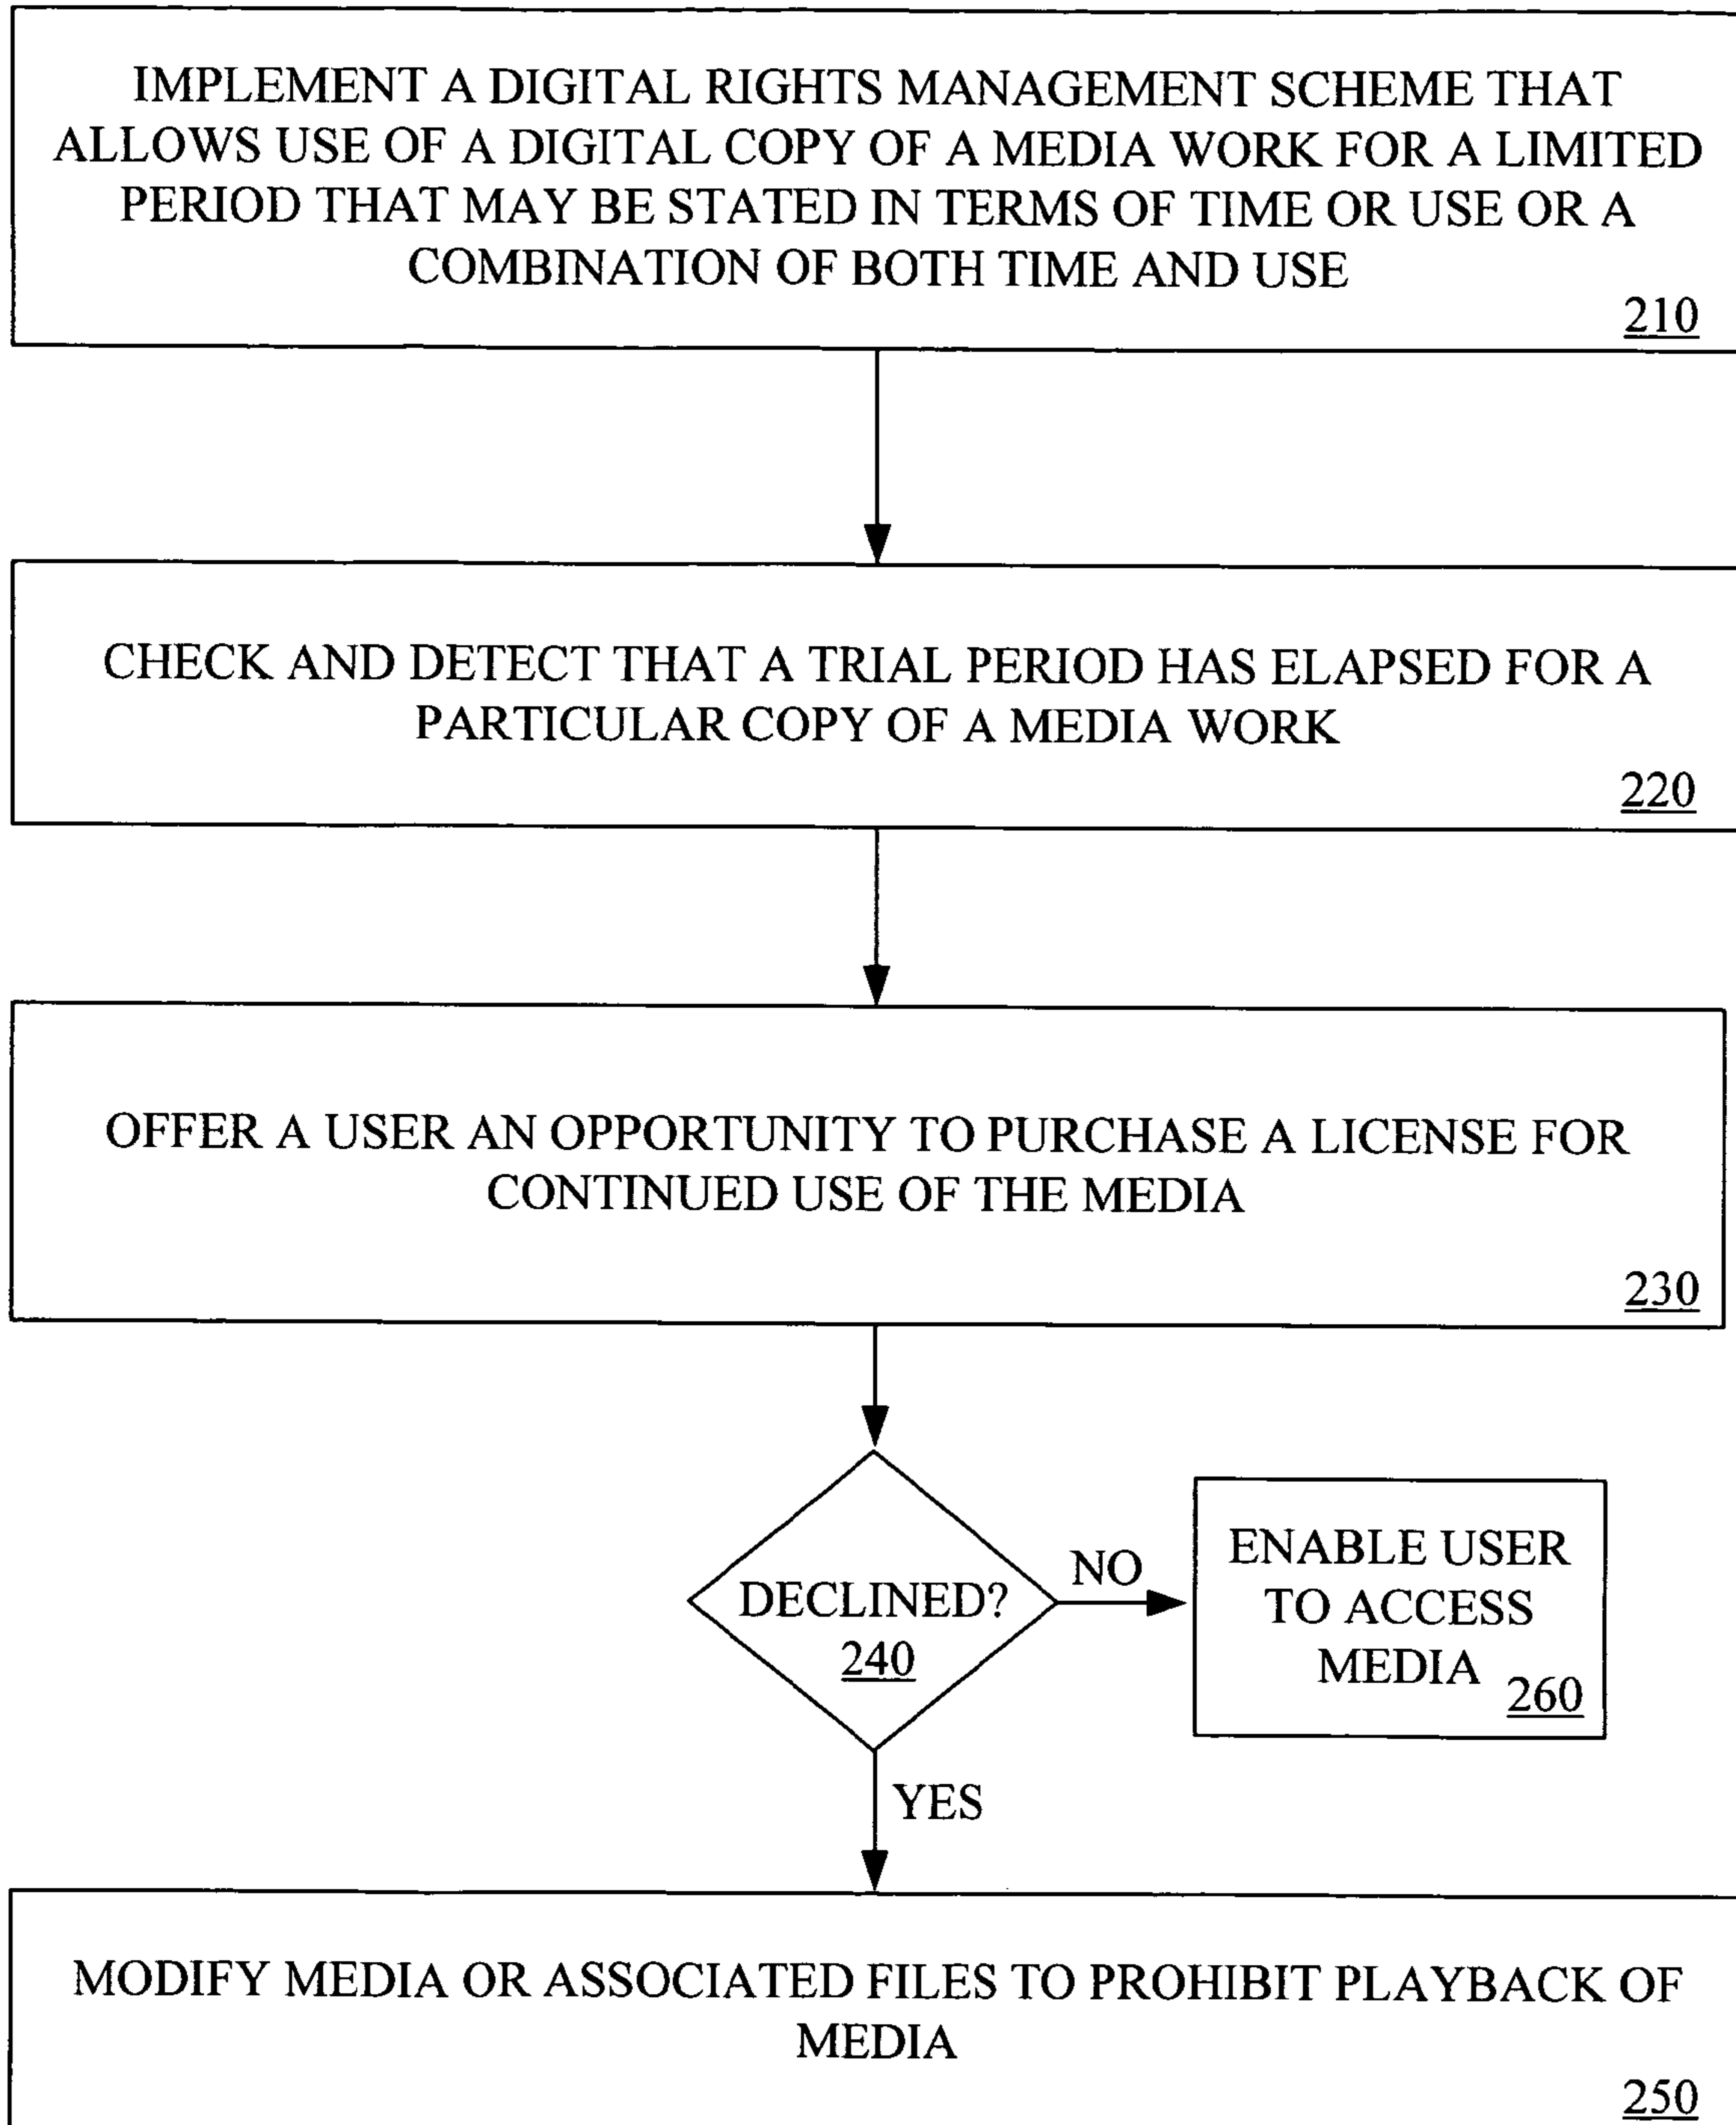 IMPLEMENT A DIGITAL RIGHTS MANAGEMENT SCHEME THAT
ALLOWS USE OF A DIGITAL COPY OF A MEDIA WORK FOR A LIMITED
PERIOD THAT MAY BE STATED IN TERMS OF TIME OR USE OR A
COMBINATION OF BOTH TIME AND USE
210
CHECK AND DETECT THAT A TRIAL PERIOD HAS ELAPSED FOR A
PARTICULAR COPY OF A MEDIA WORK
220
OFFER A USER AN OPPORTUNITY TO PURCHASE A LICENSE FOR
CONTINUED USE OF THE MEDIA
230
DECLINED?
240
NO
ENABLE USER
TO ACCESS
MEDIA
260
YES
MODIFY MEDIA OR ASSOCIATED FILES TO PROHIBIT PLAYBACK OF
MEDIA
250